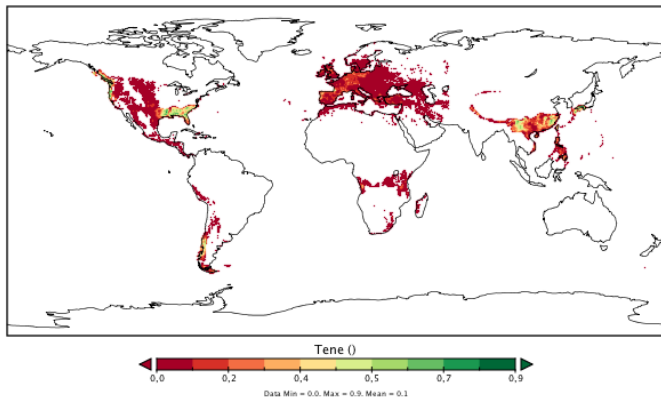 Tene ()
0,0 0,2 0,4 0,5 0,7 0,9
Data Min = 0.0, Max = 0.9, Mean = 0.1